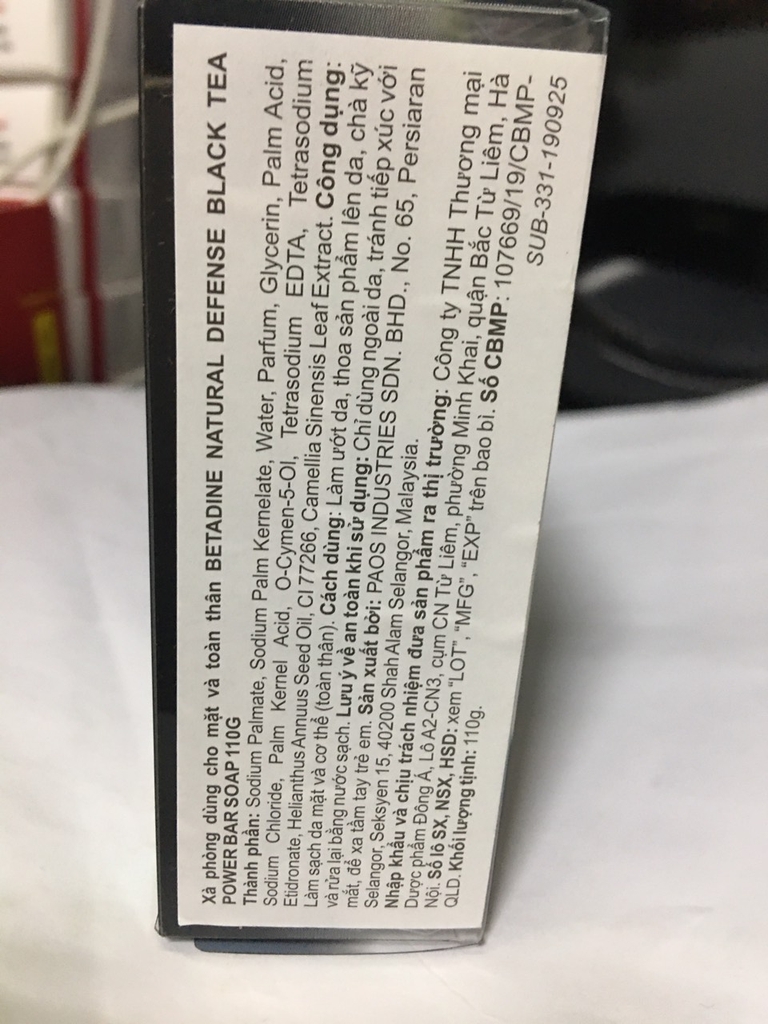 Xà phòng dùng cho mặt và toàn thân BETADINE NATURAL DEFENSE BLACK TEA
POWER BAR SOAP 110G
Thành phần: Sodium Palmate, Sodium Palm Kernelate, Water, Parfum, Glycerin, Palm Acid,
Sodium Chloride, Palm Kernel Acid, O-Cymen-5-Ol, Tetrasodium EDTA, Tetrasodium
Etidronate, Helianthus Annuus Seed Oil, CI 77266, Camellia Sinensis Leaf Extract. Công dụng:
Làm sạch da mặt và cơ thể (toàn thân). Cách dùng: Làm ướt da, thoa sản phẩm lên da, chà kỹ
và rửa lại bằng nước sạch. Lưu ý về an toàn khi sử dụng: Chỉ dùng ngoài da, tránh tiếp xúc với
mắt, để xa tầm tay trẻ em. Sản xuất bởi: PAOS INDUSTRIES SDN. BHD., No. 65, Persiaran
Selangor, Seksyen 15, 40200 Shah Alam Selangor, Malaysia.
Nhập khẩu và chịu trách nhiệm đưa sản phẩm ra thị trường: Công ty TNHH Thương mại
Dược phẩm Đông Á, Lô A2-CN3, cụm CN Từ Liêm, phường Minh Khai, quận Bắc Từ Liêm, Hà
Nội. Số lô SX, NSX, HSD: xem "LOT", "MFG", "EXP" trên bao bì. Số CBMP: 107669/19/CBMP-
QLD. Khối lượng tịnh: 110g.
SUB-331-190925